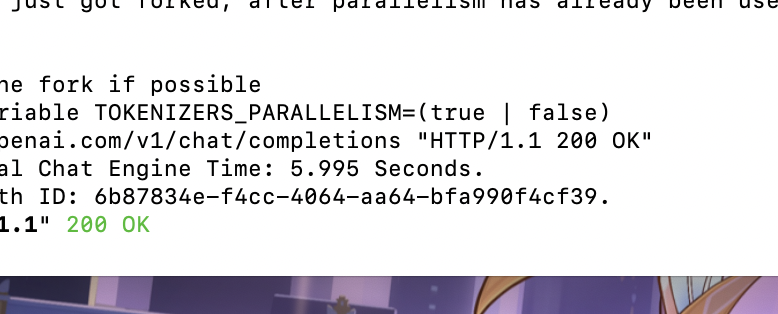 just got forked, after parallelism has already been use
he fork if possible
riable TOKENIZERS_PARALLELISM=(true | false)
penai.com/v1/chat/completions "HTTP/1.1 200 OK"
al Chat Engine Time: 5.995 Seconds.
th ID: 6b87834e-f4cc-4064-aa64-bfa990f4cf39.
1.1" 200 OK